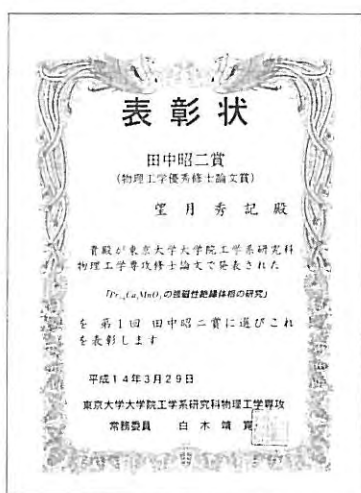 表彰状
田中昭二賞
(物理工学優秀修士論文賞)
望月秀記殿
貴殿が東京大学大学院工学系研究科
物理工学専攻修士論文で発表された
「Pr₁₋ₓCaₓMnO₃の強磁性絶縁体相の研究」
を第1回 田中昭二賞に選びこれ
を表彰します
平成14年3月29日
東京大学大学院工学系研究科物理工学専攻
常務委員 白木靖寛